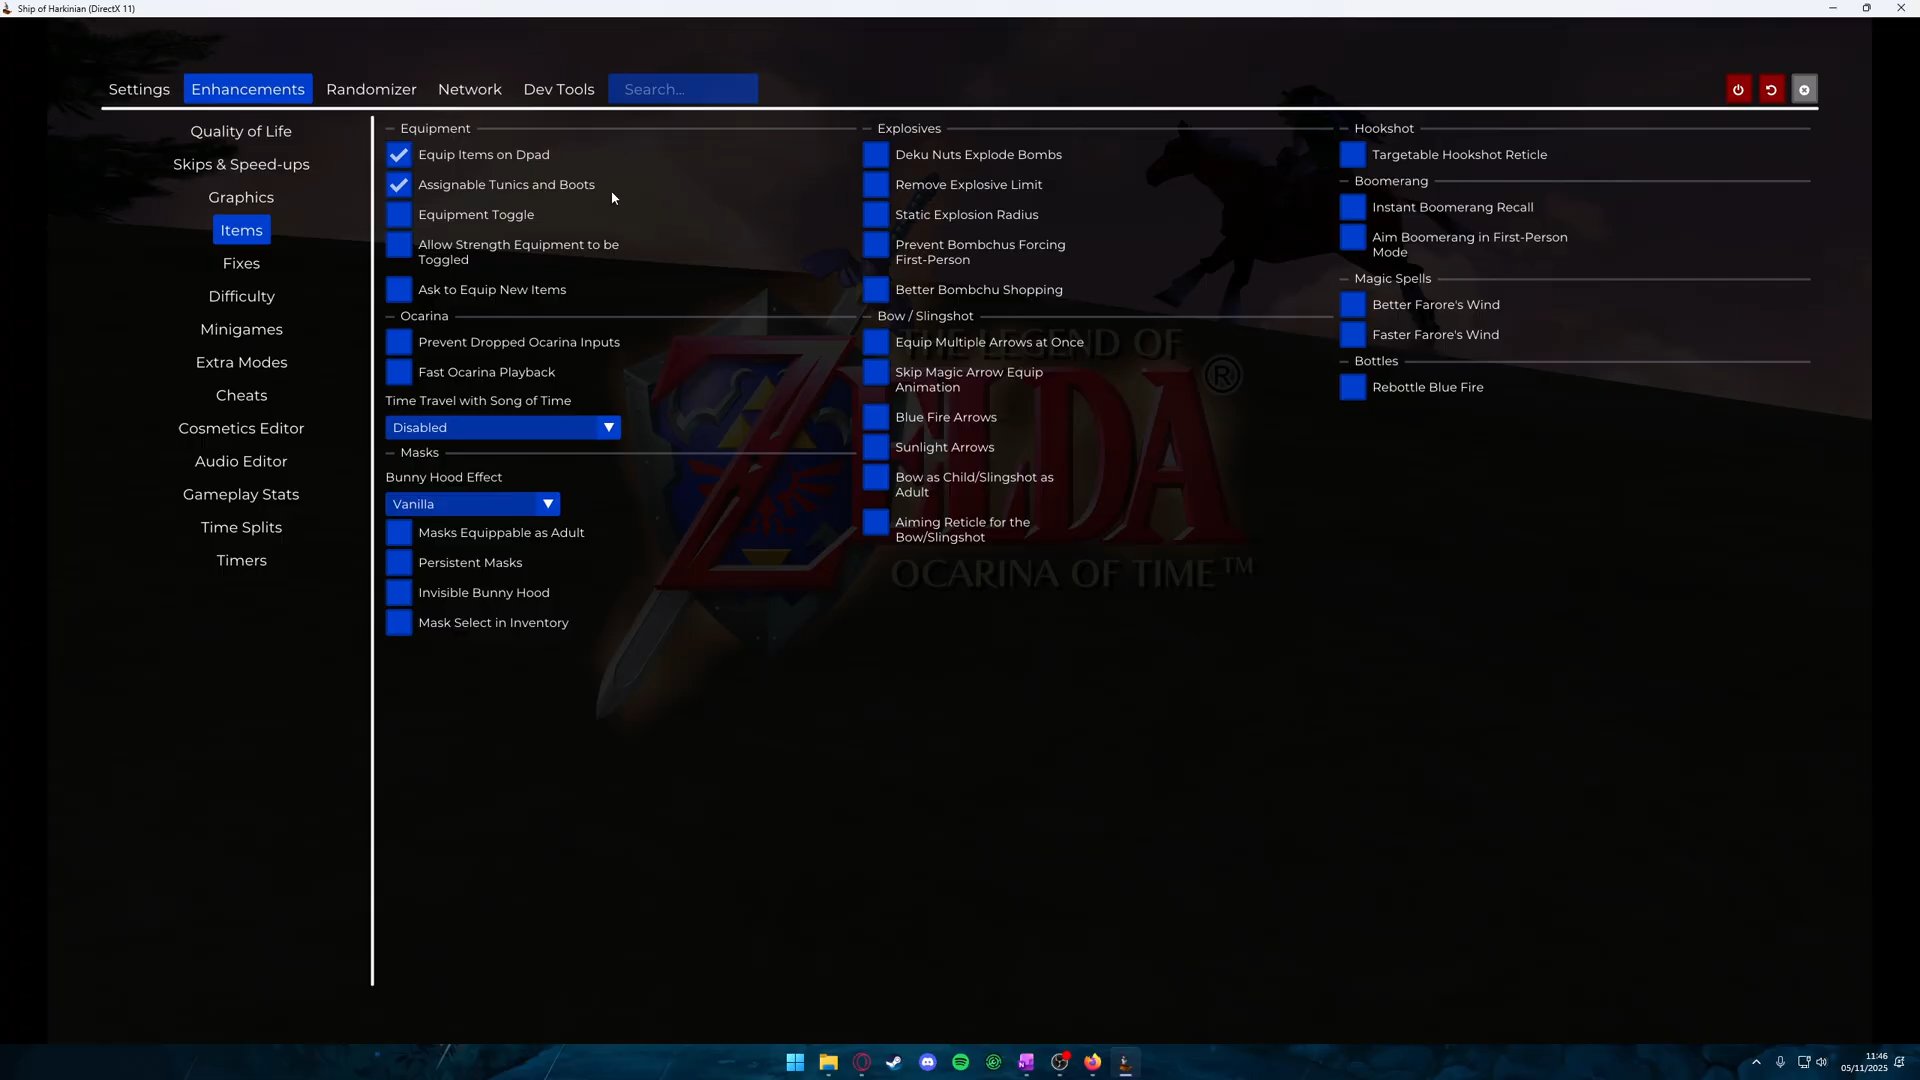 Ship of Harkinian (DirectX 11)
Settings
Enhancements
Randomizer
Network
Dev Tools
Search...
Quality of Life
Skips & Speed-ups
Graphics
Items
Fixes
Difficulty
Minigames
Extra Modes
Cheats
Cosmetics Editor
Audio Editor
Gameplay Stats
Time Splits
Timers
Equipment
Equip Items on Dpad
Assignable Tunics and Boots
Equipment Toggle
Allow Strength Equipment to be
Toggled
Ask to Equip New Items
Ocarina
Prevent Dropped Ocarina Inputs
Fast Ocarina Playback
Time Travel with Song of Time
Disabled
Masks
Bunny Hood Effect
Vanilla
Masks Equippable as Adult
Persistent Masks
Invisible Bunny Hood
Mask Select in Inventory
Explosives
Deku Nuts Explode Bombs
Remove Explosive Limit
Static Explosion Radius
Prevent Bombchus Forcing
First-Person
Better Bombchu Shopping
Bow / Slingshot
Equip Multiple Arrows at Once
Skip Magic Arrow Equip
Animation
Blue Fire Arrows
Sunlight Arrows
Bow as Child/Slingshot as
Adult
Aiming Reticle for the
Bow/Slingshot
Hookshot
Targetable Hookshot Reticle
Boomerang
Instant Boomerang Recall
Aim Boomerang in First-Person
Mode
Magic Spells
Better Farore's Wind
Faster Farore's Wind
Bottles
Rebottle Blue Fire
THE LEGEND OF
ZELDA ®
OCARINA OF TIME™
11:46
05/11/2025